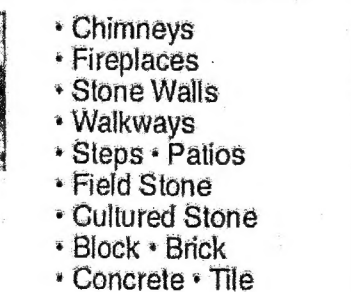 • Chimneys
• Fireplaces
• Stone Walls
• Walkways
• Steps • Patios
• Field Stone
• Cultured Stone
• Block • Brick
• Concrete • Tile